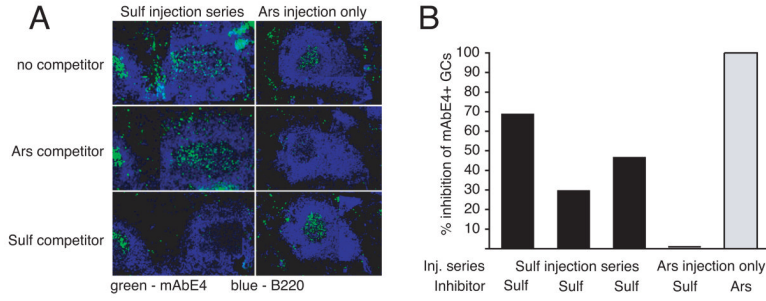 A
Sulf injection series Ars injection only
no competitor
Ars competitor
Sulf competitor
green - mAbE4 blue - B220
B
% inhibition of mAbE4+ GCs
100
90
80
70
60
50
40
30
20
10
Inj. series Sulf injection series Ars injection only
Inhibitor Sulf Sulf Sulf Sulf Ars